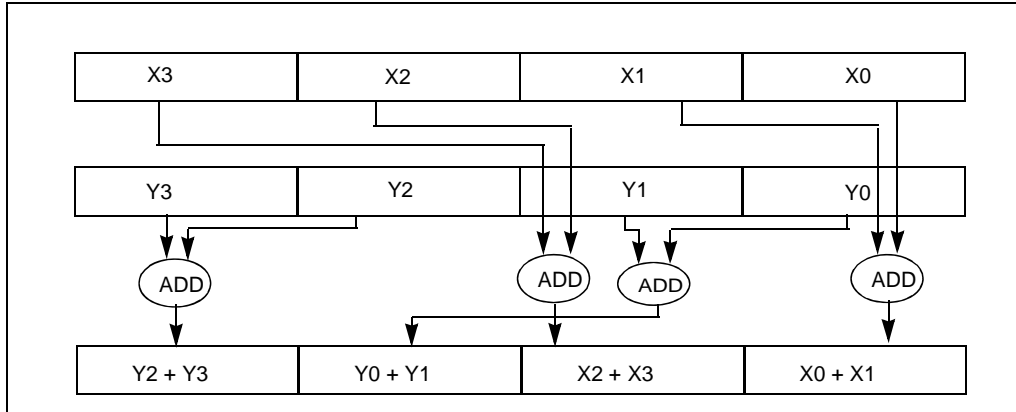 X3 X2 X1 X0
Y3 Y2 Y1 Y0
ADD ADD ADD ADD
Y2 + Y3 Y0 + Y1 X2 + X3 X0 + X1